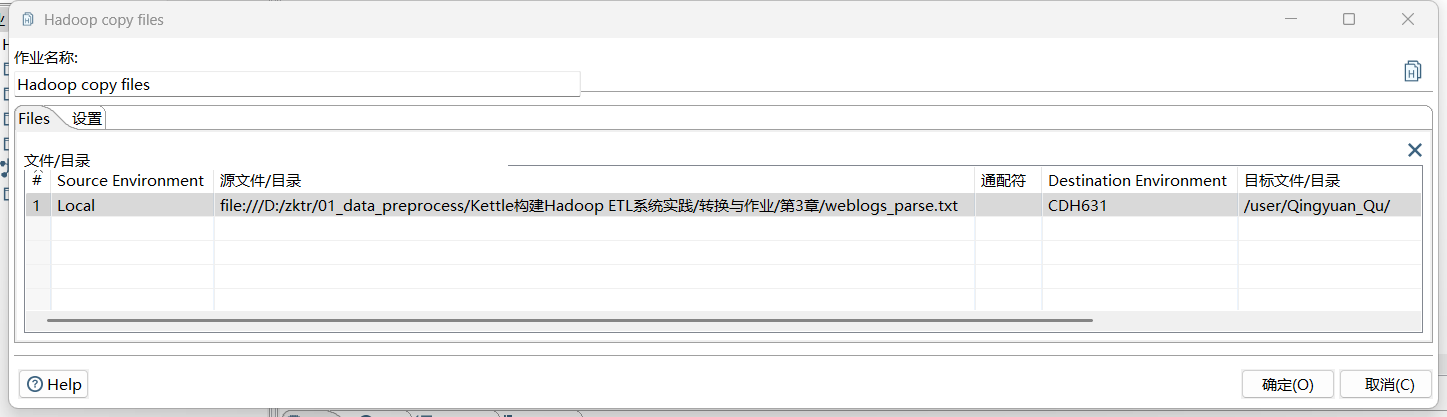 Hadoop copy files
作业名称:
Hadoop copy files
Files 设置
文件/目录
# Source Environment 源文件/目录 通配符 Destination Environment 目标文件/目录
1 Local file:///D:/zktr/01_data_preprocess/Kettle构建Hadoop ETL系统实践/转换与作业/第3章/weblogs_parse.txt CDH631 /user/Qingyuan_Qu/
Help 确定(O) 取消(C)